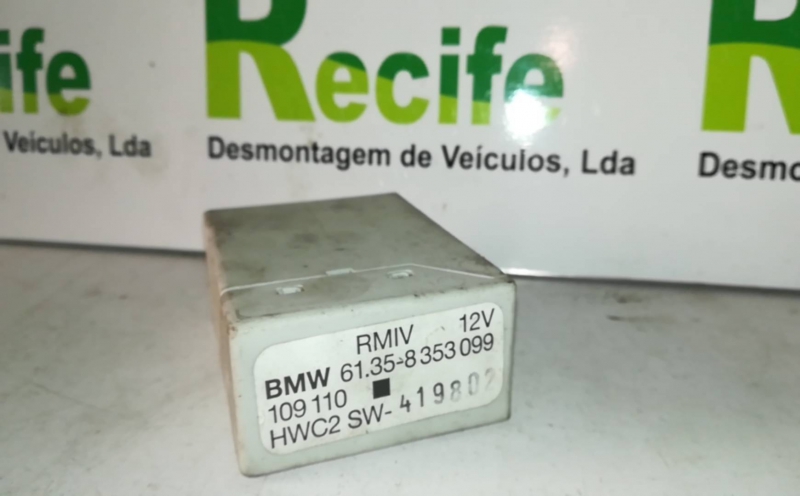 ife
Veículos, Lda
Recife
Desmontagem de Veículos, Lda
R
Desmo
RMIV 12V
BMW 61.35-8 353 099
109 110
HWC2 SW-419802